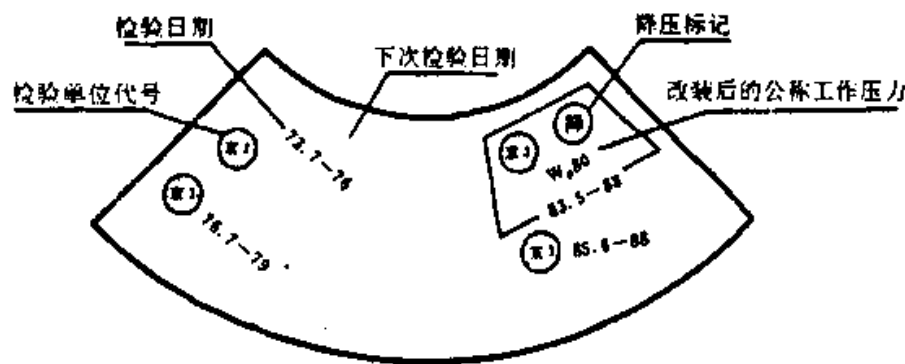 检验日期
降压标记
下次检验日期
检验单位代号
改装后的公称工作压力
降
73.7—76
W。80
83.5—88
76.7—79
85.6—88